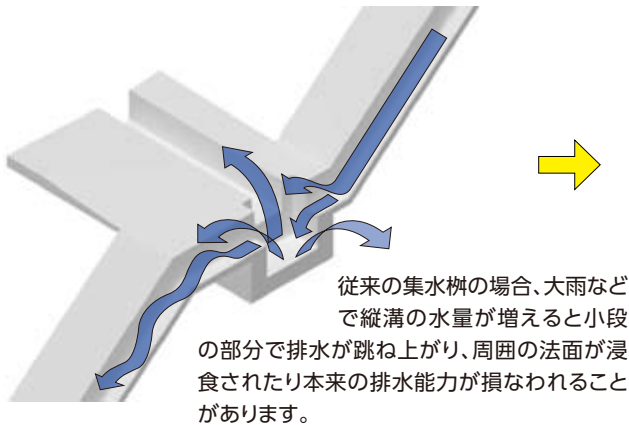 従来の集水桝の場合、大雨など
で縦溝の水量が増えると小段
の部分で排水が跳ね上がり、周囲の法面が浸
食されたり本来の排水能力が損なわれること
があります。